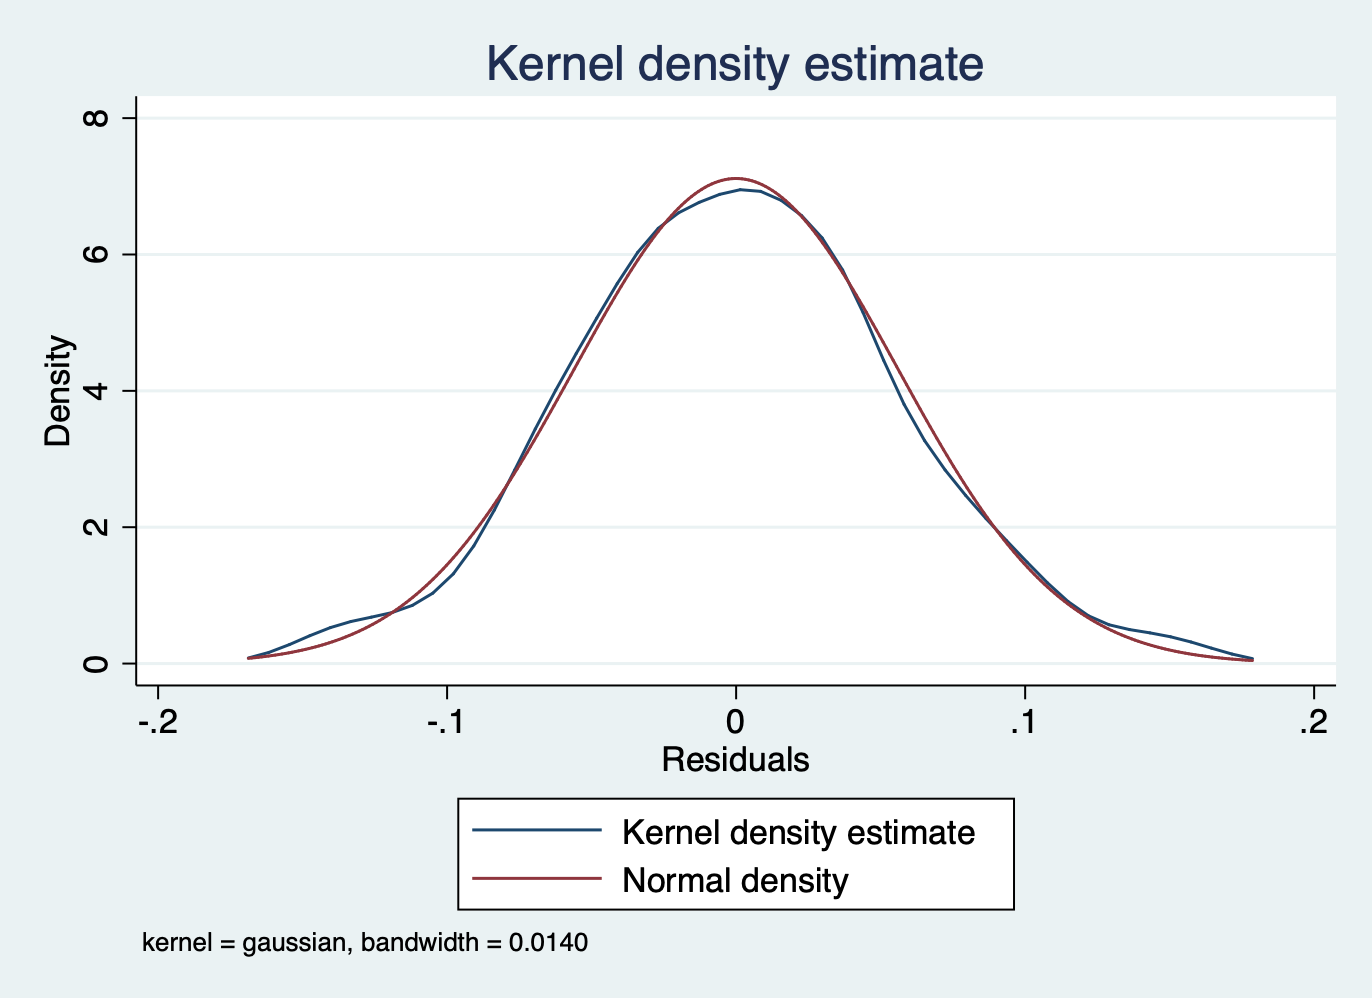 Kernel density estimate
8
6
4
2
0
Density
-.2 -.1 0 .1 .2
Residuals
Kernel density estimate
Normal density
kernel = gaussian, bandwidth = 0.0140